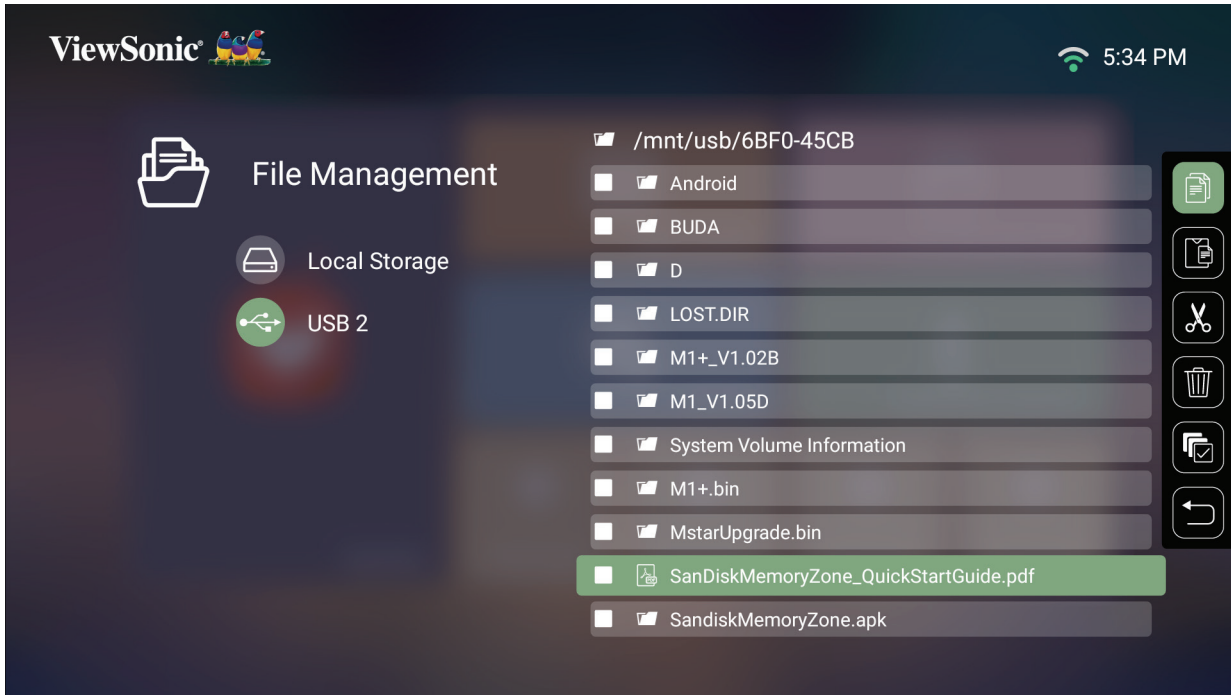 ViewSonic®
5:34 PM
File Management
Local Storage
USB 2
/mnt/usb/6BF0-45CB
Android
BUDA
D
LOST.DIR
M1+_V1.02B
M1_V1.05D
System Volume Information
M1+.bin
MstarUpgrade.bin
SanDiskMemoryZone_QuickStartGuide.pdf
SandiskMemoryZone.apk